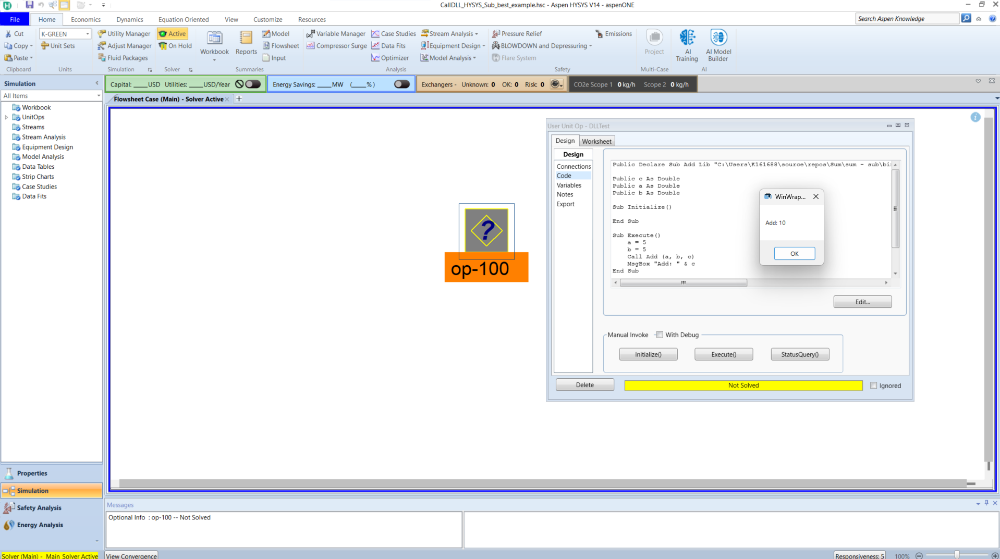 CallDLL_HYSYS_Sub_best_example.hsc - Aspen HYSYS V14 - aspenONE
File Home Economics Dynamics Equation Oriented View Customize Resources
Search Aspen Knowledge
Cut
Copy
Paste
Clipboard
K-GREEN
Unit Sets
Units
Utility Manager
Adjust Manager
Fluid Packages
Simulation
Active
On Hold
Solver
Workbook
Reports
Model
Flowsheet
Input
Summaries
Variable Manager
Compressor Surge
Case Studies
Data Fits
Optimizer
Stream Analysis
Equipment Design
Model Analysis
Analysis
Pressure Relief
BLOWDOWN and Depressuring
Flare System
Emissions
Safety
Project
Multi-Case
AI
Training
AI Model
Builder
AI
Simulation
All Items
Workbook
UnitOps
Streams
Stream Analysis
Equipment Design
Model Analysis
Data Tables
Strip Charts
Case Studies
Data Fits
Properties
Simulation
Safety Analysis
Energy Analysis
Capital: ____USD Utilities: ____USD/Year
Energy Savings: ____MW (____%)
Exchangers - Unknown: 0 OK: 0 Risk: 0
CO2e Scope 1 0 kg/h Scope 2 0 kg/h
Flowsheet Case (Main) - Solver Active
?
op-100
User Unit Op - DLLTest
Design Worksheet
Design
Connections
Code
Variables
Notes
Export
Public Declare Sub Add Lib "C:\Users\K161688\source\repos\Sum\sum - sub\bi
Public c As Double
Public a As Double
Public b As Double
Sub Initialize()
End Sub
Sub Execute()
a = 5
b = 5
Call Add (a, b, c)
MsgBox "Add: " & c
End Sub
WinWrap...
Add: 10
OK
Edit...
Manual Invoke With Debug
Initialize() Execute() StatusQuery()
Delete Not Solved Ignored
Messages
Optional Info : op-100 -- Not Solved
Solver (Main) - Main Solver Active
View Convergence
Responsiveness: 5
100%